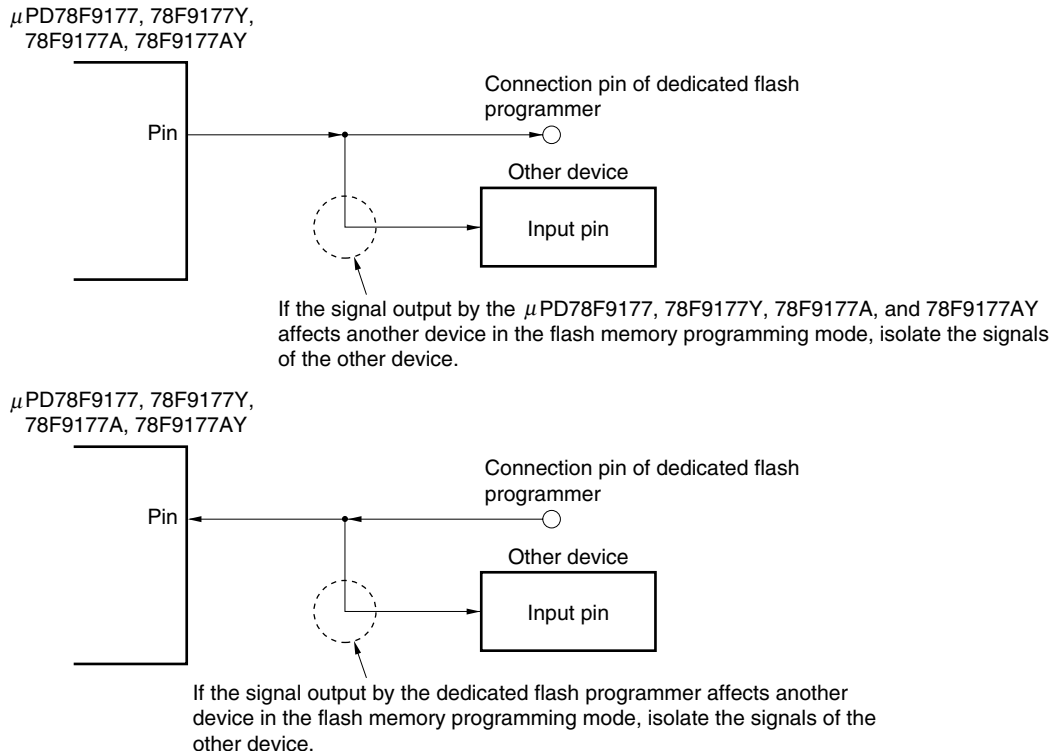 μPD78F9177, 78F9177Y,
78F9177A, 78F9177AY
Pin
Connection pin of dedicated flash
programmer
Other device
Input pin
If the signal output by the μPD78F9177, 78F9177Y, 78F9177A, and 78F9177AY
affects another device in the flash memory programming mode, isolate the signals
of the other device.
μPD78F9177, 78F9177Y,
78F9177A, 78F9177AY
Pin
Connection pin of dedicated flash
programmer
Other device
Input pin
If the signal output by the dedicated flash programmer affects another
device in the flash memory programming mode, isolate the signals of the
other device.